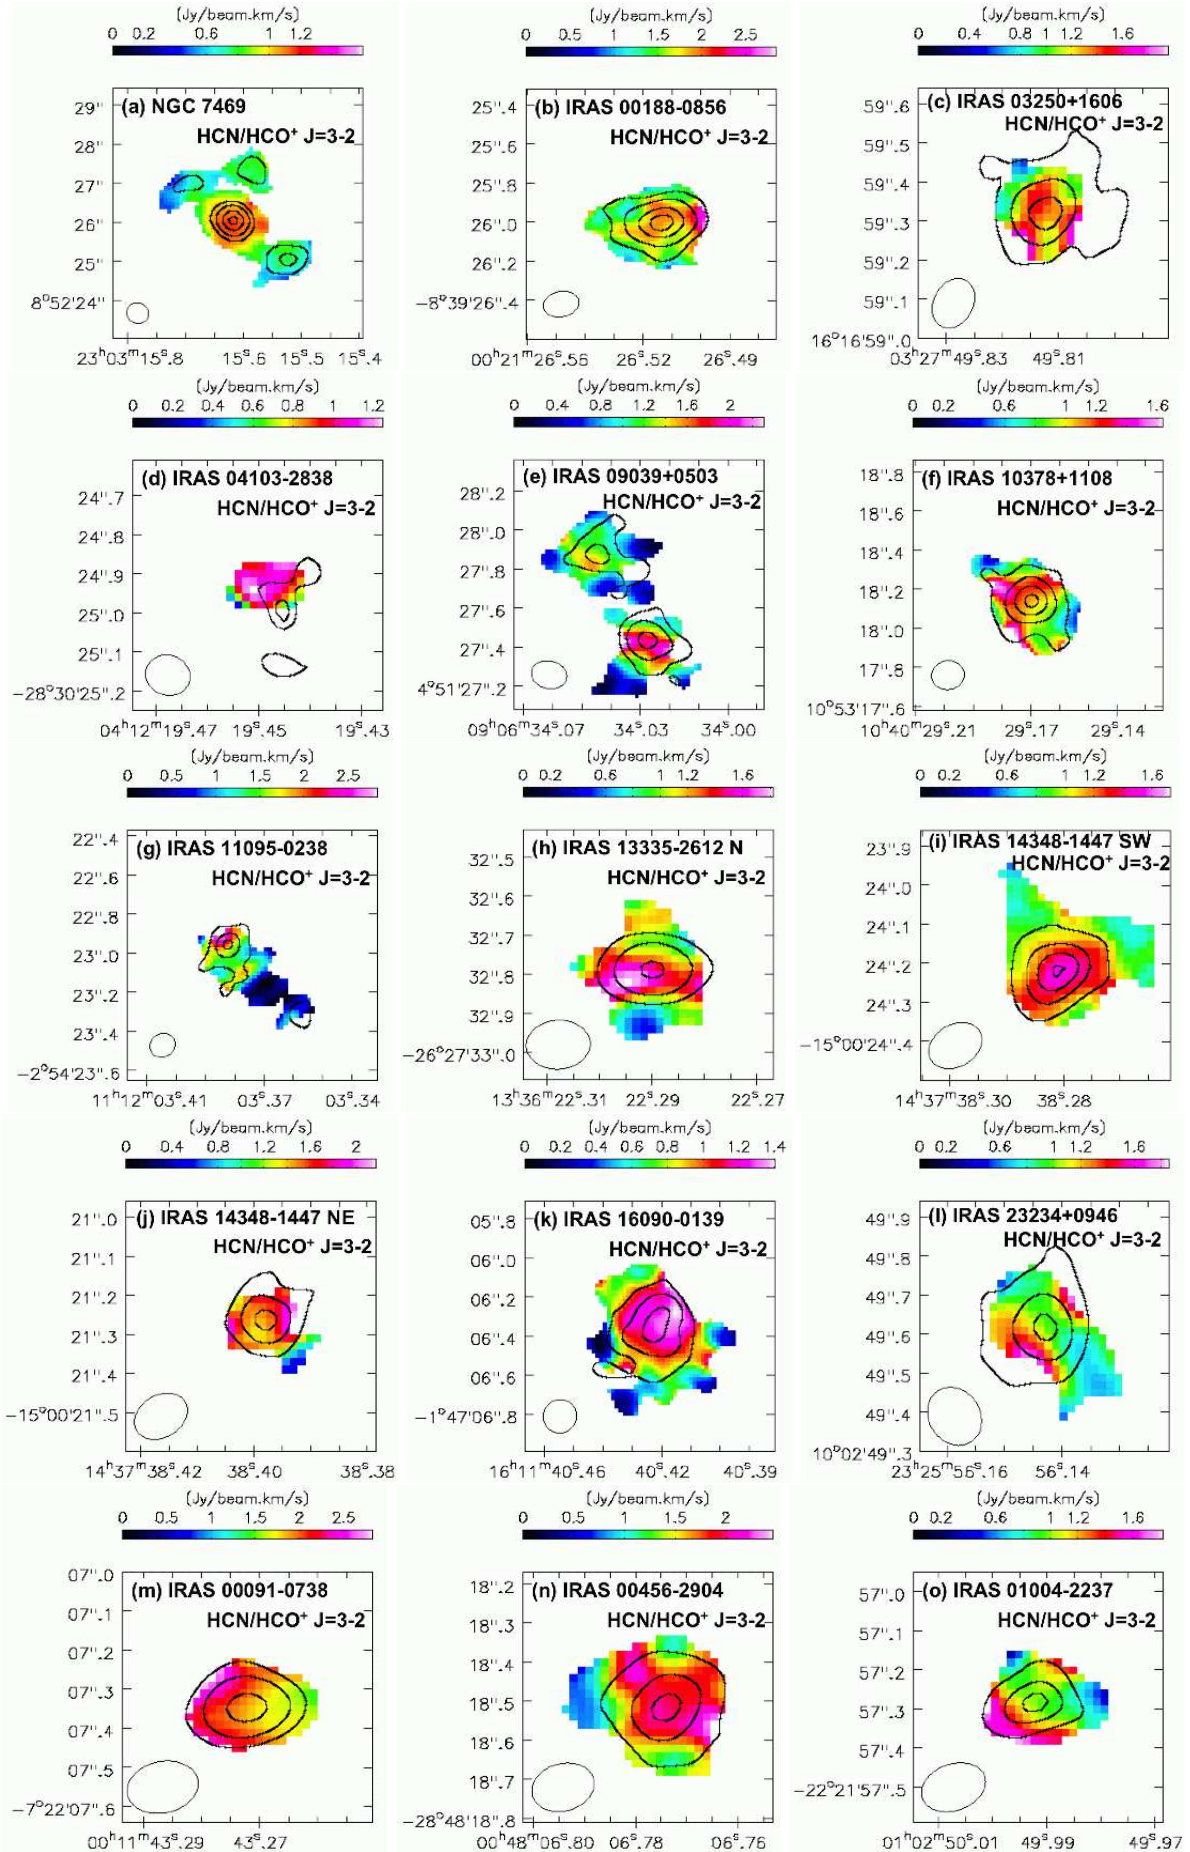 (Jy/beam.km/s)
0 0.2 0.6 1 1.2
(a) NGC 7469
HCN/HCO⁺ J=3-2
29"
28"
27"
26"
25"
8°52'24"
23ʰ03ᵐ15ˢ.8 15ˢ.6 15ˢ.5 15ˢ.4
(Jy/beam.km/s)
0 0.5 1 1.5 2 2.5
(b) IRAS 00188-0856
HCN/HCO⁺ J=3-2
25".4
25".6
25".8
26".0
26".2
−8°39'26".4
00ʰ21ᵐ26ˢ.56 26ˢ.52 26ˢ.49
(Jy/beam.km/s)
0 0.4 0.8 1 1.2 1.6
(c) IRAS 03250+1606
HCN/HCO⁺ J=3-2
59".6
59".5
59".4
59".3
59".2
59".1
16°16'59".0
03ʰ27ᵐ49ˢ.83 49ˢ.81
(Jy/beam.km/s)
0 0.2 0.4 0.6 0.8 1 1.2
(d) IRAS 04103-2838
HCN/HCO⁺ J=3-2
24".7
24".8
24".9
25".0
25".1
−28°30'25".2
04ʰ12ᵐ19ˢ.47 19ˢ.45 19ˢ.43
(Jy/beam.km/s)
0 0.4 0.8 1.2 1.6 2
(e) IRAS 09039+0503
HCN/HCO⁺ J=3-2
28".2
28".0
27".8
27".6
27".4
4°51'27".2
09ʰ06ᵐ34ˢ.07 34ˢ.03 34ˢ.00
(Jy/beam.km/s)
0 0.2 0.6 1 1.2 1.6
(f) IRAS 10378+1108
HCN/HCO⁺ J=3-2
18".8
18".6
18".4
18".2
18".0
17".8
10°53'17".6
10ʰ40ᵐ29ˢ.21 29ˢ.17 29ˢ.14
(Jy/beam.km/s)
0 0.5 1 1.5 2 2.5
(g) IRAS 11095-0238
HCN/HCO⁺ J=3-2
22".4
22".6
22".8
23".0
23".2
23".4
−2°54'23".6
11ʰ12ᵐ03ˢ.41 03ˢ.37 03ˢ.34
(Jy/beam.km/s)
0 0.2 0.6 1 1.2 1.6
(h) IRAS 13335-2612 N
HCN/HCO⁺ J=3-2
32".5
32".6
32".7
32".8
32".9
−26°27'33".0
13ʰ36ᵐ22ˢ.31 22ˢ.29 22ˢ.27
(Jy/beam.km/s)
0 0.2 0.6 1 1.2 1.6
(i) IRAS 14348-1447 SW
HCN/HCO⁺ J=3-2
23".9
24".0
24".1
24".2
24".3
−15°00'24".4
14ʰ37ᵐ38ˢ.30 38ˢ.28
(Jy/beam.km/s)
0 0.4 0.8 1.2 1.6 2
(j) IRAS 14348-1447 NE
HCN/HCO⁺ J=3-2
21".0
21".1
21".2
21".3
21".4
−15°00'21".5
14ʰ37ᵐ38ˢ.42 38ˢ.40 38ˢ.38
(Jy/beam.km/s)
0 0.2 0.4 0.6 0.8 1 1.2 1.4
(k) IRAS 16090-0139
HCN/HCO⁺ J=3-2
05".8
06".0
06".2
06".4
06".6
−1°47'06".8
16ʰ11ᵐ40ˢ.46 40ˢ.42 40ˢ.39
(Jy/beam.km/s)
0 0.2 0.6 1 1.2 1.6
(l) IRAS 23234+0946
HCN/HCO⁺ J=3-2
49".9
49".8
49".7
49".6
49".5
49".4
10°02'49".3
23ʰ25ᵐ56ˢ.16 56ˢ.14
(Jy/beam.km/s)
0 0.5 1 1.5 2 2.5
(m) IRAS 00091-0738
HCN/HCO⁺ J=3-2
07".0
07".1
07".2
07".3
07".4
07".5
−7°22'07".6
00ʰ11ᵐ43ˢ.29 43ˢ.27
(Jy/beam.km/s)
0 0.5 1 1.5 2
(n) IRAS 00456-2904
HCN/HCO⁺ J=3-2
18".2
18".3
18".4
18".5
18".6
18".7
−28°48'18".8
00ʰ48ᵐ06ˢ.80 06ˢ.78 06ˢ.76
(Jy/beam.km/s)
0 0.2 0.6 1 1.2 1.6
(o) IRAS 01004-2237
HCN/HCO⁺ J=3-2
57".0
57".1
57".2
57".3
57".4
−22°21'57".5
01ʰ02ᵐ50ˢ.01 49ˢ.99 49ˢ.97